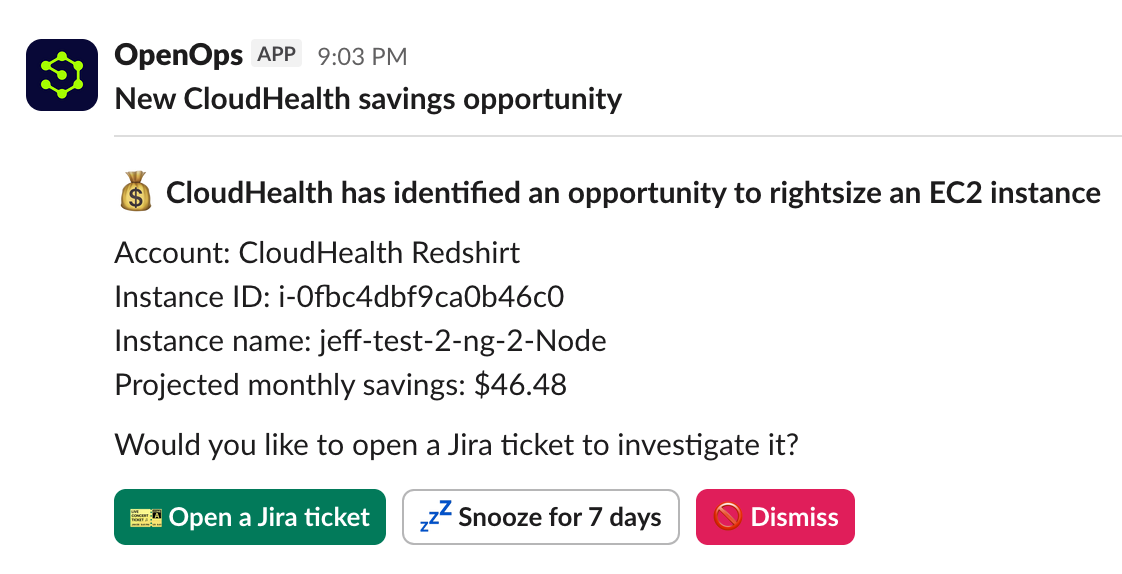 OpenOps APP 9:03 PM
New CloudHealth savings opportunity
CloudHealth has identified an opportunity to rightsize an EC2 instance
Account: CloudHealth Redshirt
Instance ID: i-0fbc4dbf9ca0b46c0
Instance name: jeff-test-2-ng-2-Node
Projected monthly savings: $46.48
Would you like to open a Jira ticket to investigate it?
Open a Jira ticket
Snooze for 7 days
Dismiss